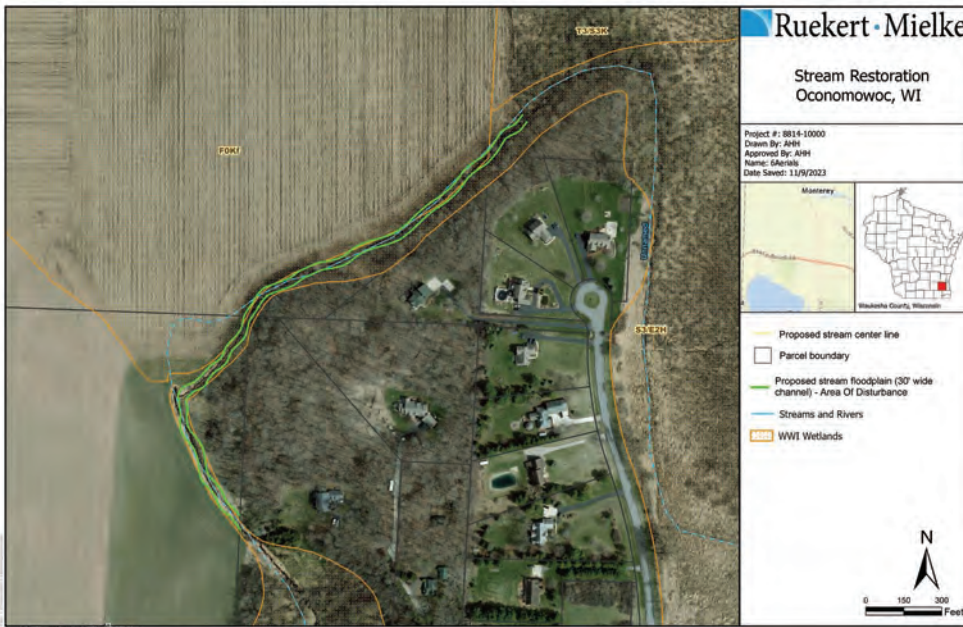 T3/S3K
F0Kf
S3/E2H
Ruekert · Mielke
Stream Restoration
Oconomowoc, WI
Project #: 8814-10000
Drawn By: AHH
Approved By: AHH
Name: 6Aerials
Date Saved: 11/9/2023
Monterey
Waukesha County, Wisconsin
Proposed stream center line
Parcel boundary
Proposed stream floodplain (30' wide
channel) - Area Of Disturbance
Streams and Rivers
WWI Wetlands
N
0 150 300
Feet